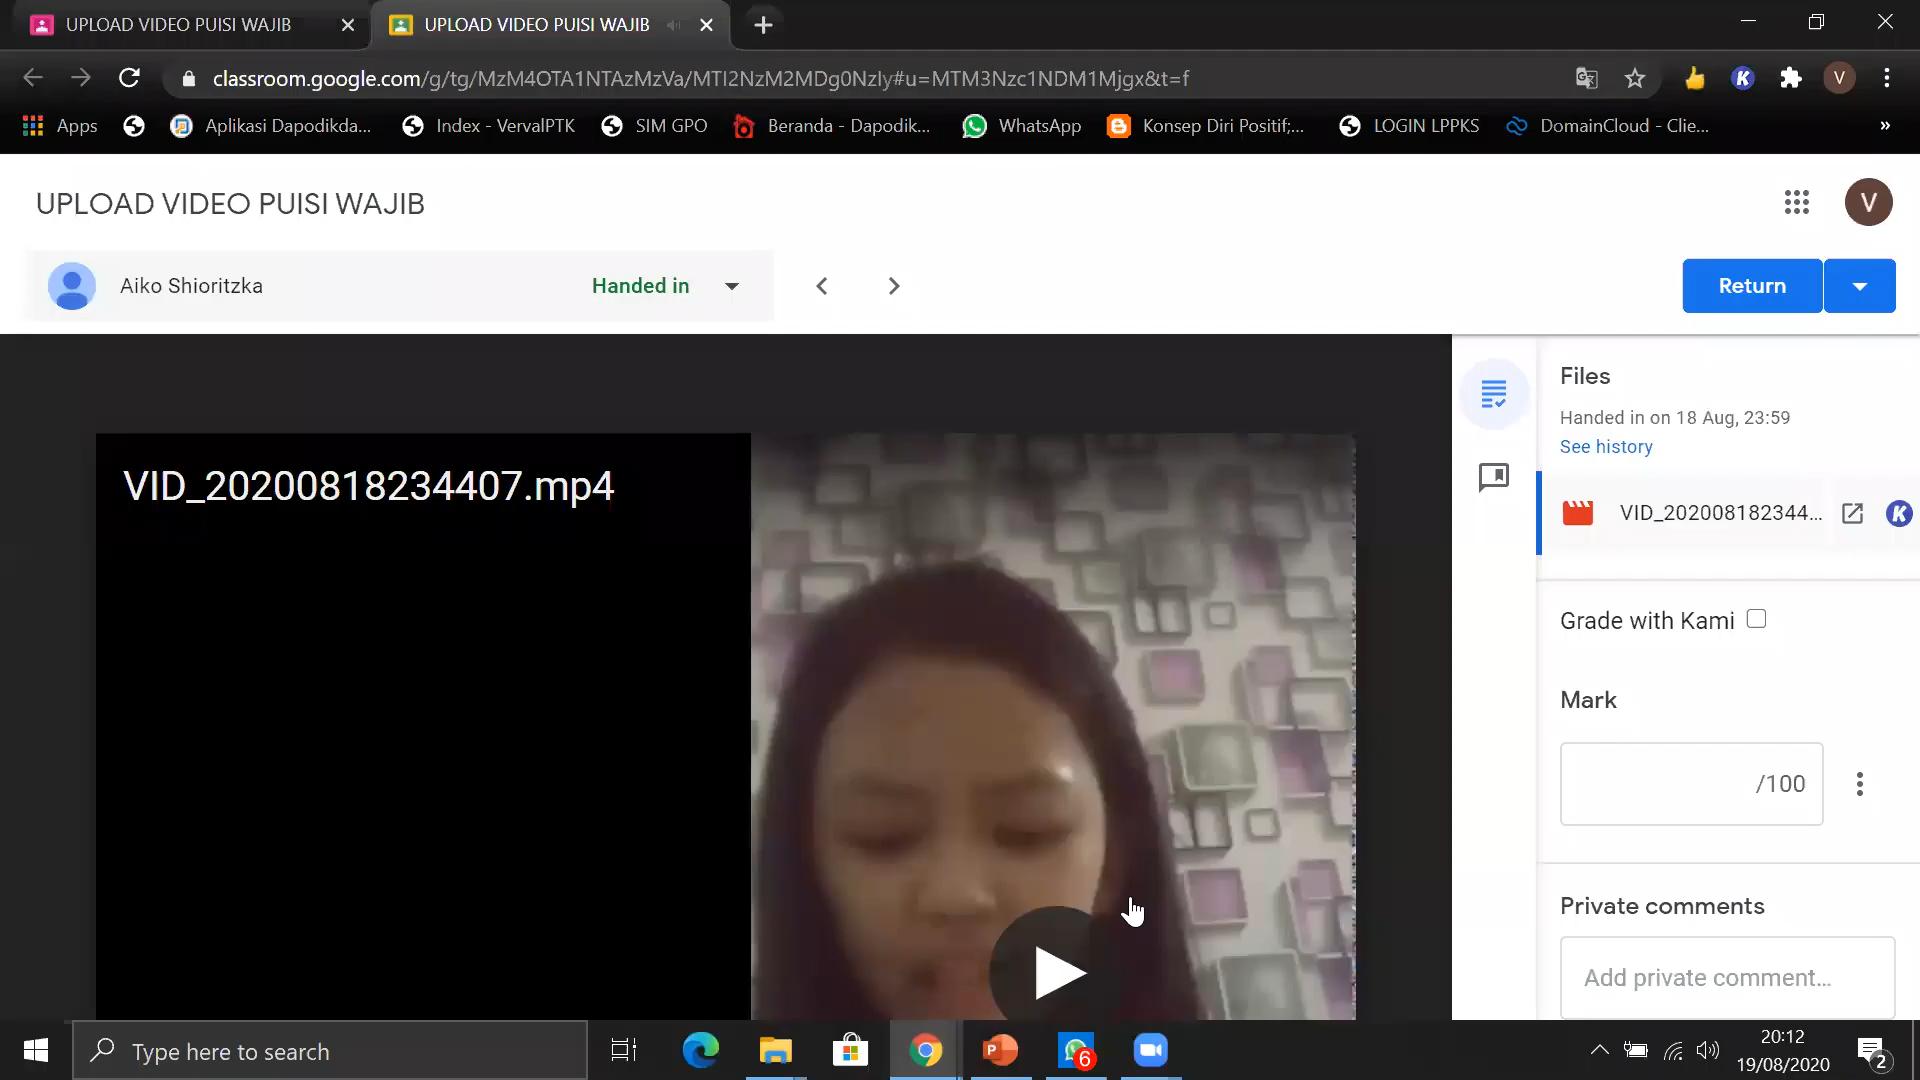 UPLOAD VIDEO PUISI WAJIB
UPLOAD VIDEO PUISI WAJIB
classroom.google.com/g/tg/MzM4OTA1NTAzMzVa/MTI2NzM2MDg0NzIy#u=MTM3Nzc1NDM1Mjgx&t=f
V
Apps
Aplikasi Dapodikda...
Index - VervalPTK
SIM GPO
Beranda - Dapodik...
WhatsApp
Konsep Diri Positif;...
LOGIN LPPKS
DomainCloud - Clie...
»
UPLOAD VIDEO PUISI WAJIB
V
Aiko Shioritzka
Handed in
Return
Files
Handed in on 18 Aug, 23:59
See history
VID_20200818234407.mp4
VID_202008182344...
K
Grade with Kami
Mark
/100
Private comments
Add private comment...
Type here to search
6
20:12
19/08/2020
2